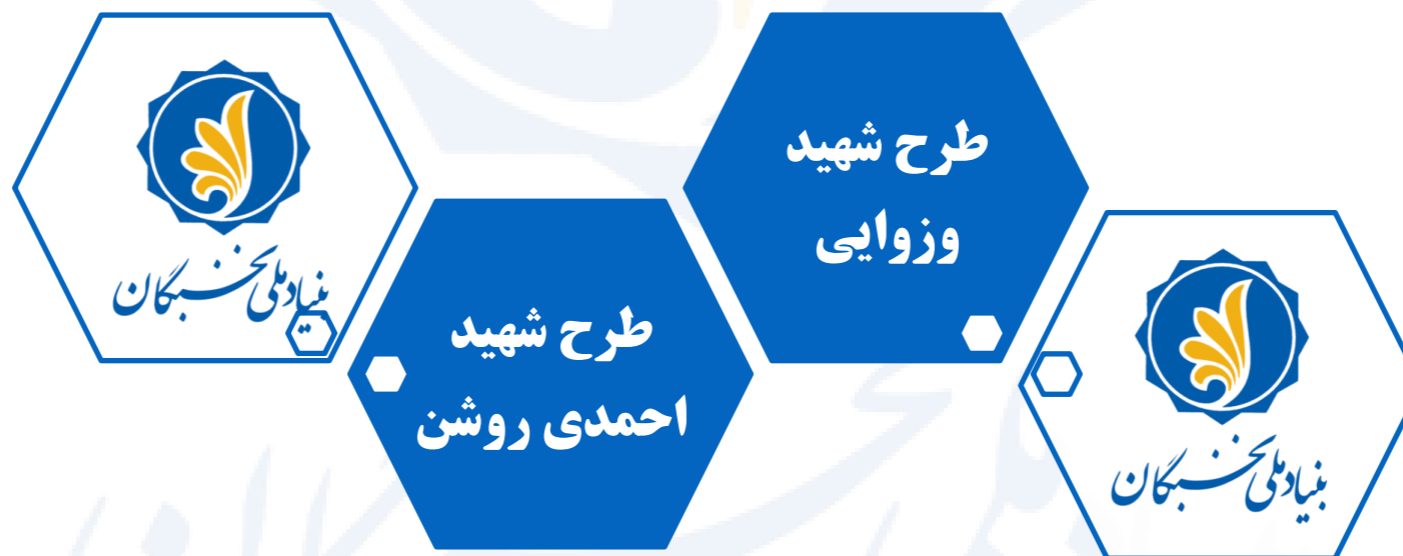 بنیاد ملی نخبگان
طرح شهید
وزوایی
طرح شهید
احمدی روشن
بنیاد ملی نخبگان